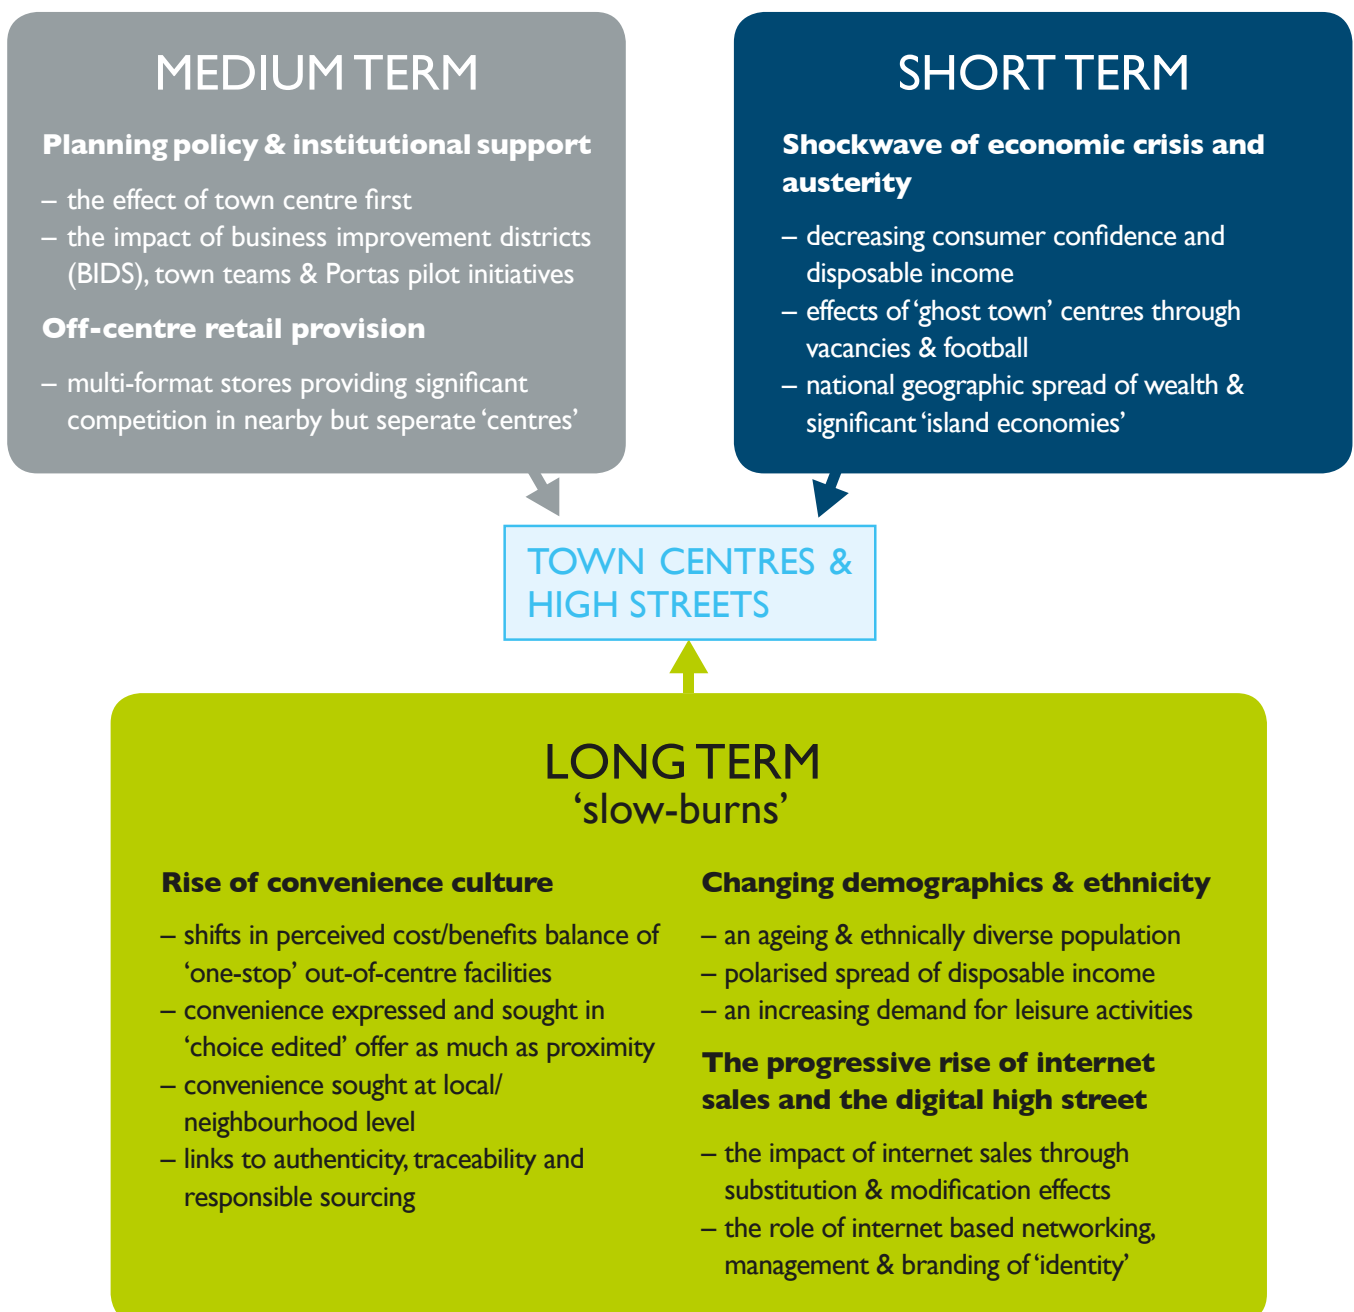 MEDIUM TERM
Planning policy & institutional support
– the effect of town centre first
– the impact of business improvement districts
(BIDS), town teams & Portas pilot initiatives
Off-centre retail provision
– multi-format stores providing significant
competition in nearby but seperate ‘centres’
SHORT TERM
Shockwave of economic crisis and
austerity
– decreasing consumer confidence and
disposable income
– effects of ‘ghost town’ centres through
vacancies & football
– national geographic spread of wealth &
significant ‘island economies’
TOWN CENTRES &
HIGH STREETS
LONG TERM
‘slow-burns’
Rise of convenience culture
– shifts in perceived cost/benefits balance of
‘one-stop’ out-of-centre facilities
– convenience expressed and sought in
‘choice edited’ offer as much as proximity
– convenience sought at local/
neighbourhood level
– links to authenticity, traceability and
responsible sourcing
Changing demographics & ethnicity
– an ageing & ethnically diverse population
– polarised spread of disposable income
– an increasing demand for leisure activities
The progressive rise of internet
sales and the digital high street
– the impact of internet sales through
substitution & modification effects
– the role of internet based networking,
management & branding of ‘identity’